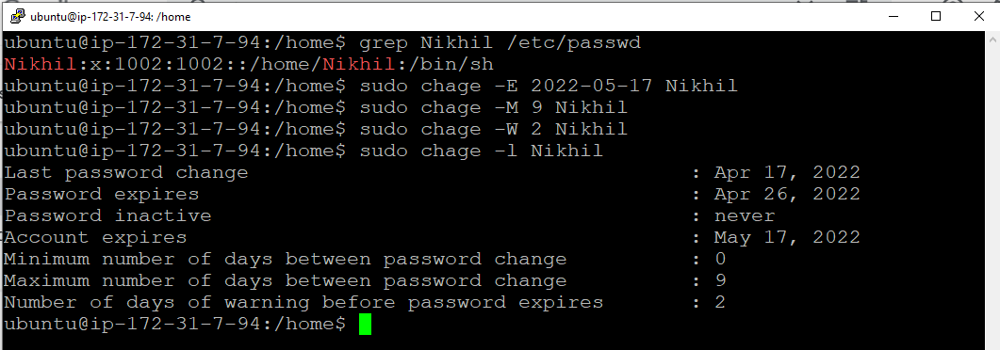 ubuntu@ip-172-31-7-94: /home
ubuntu@ip-172-31-7-94:/home$ grep Nikhil /etc/passwd
Nikhil:x:1002:1002::/home/Nikhil:/bin/sh
ubuntu@ip-172-31-7-94:/home$ sudo chage -E 2022-05-17 Nikhil
ubuntu@ip-172-31-7-94:/home$ sudo chage -M 9 Nikhil
ubuntu@ip-172-31-7-94:/home$ sudo chage -W 2 Nikhil
ubuntu@ip-172-31-7-94:/home$ sudo chage -l Nikhil
Last password change : Apr 17, 2022
Password expires : Apr 26, 2022
Password inactive : never
Account expires : May 17, 2022
Minimum number of days between password change : 0
Maximum number of days between password change : 9
Number of days of warning before password expires : 2
ubuntu@ip-172-31-7-94:/home$